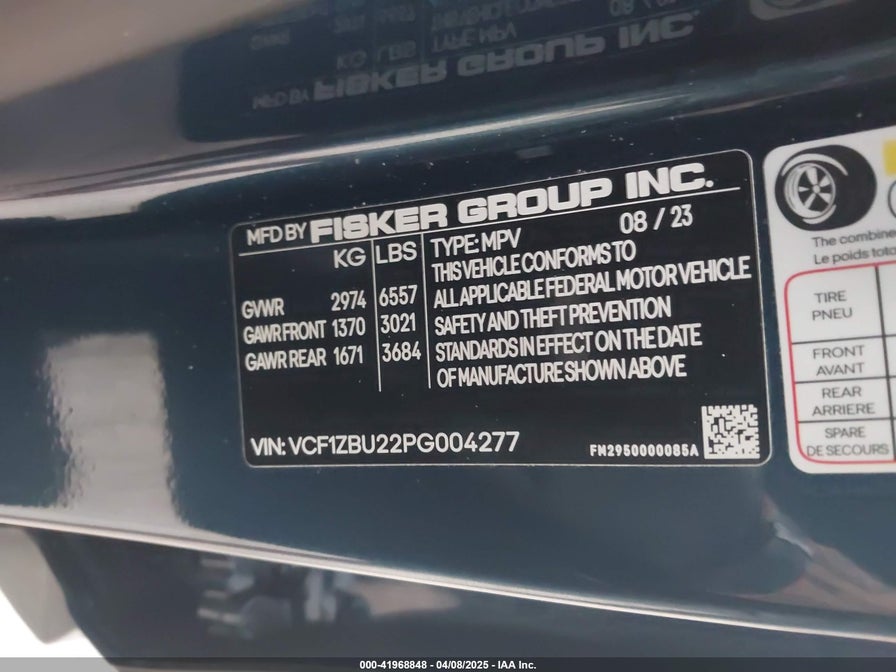 MFD BY FISKER GROUP INC.
08 / 23
KG LBS
GVWR 2974 6557
GAWR FRONT 1370 3021
GAWR REAR 1671 3684
TYPE: MPV
THIS VEHICLE CONFORMS TO
ALL APPLICABLE FEDERAL MOTOR VEHICLE
SAFETY AND THEFT PREVENTION
STANDARDS IN EFFECT ON THE DATE
OF MANUFACTURE SHOWN ABOVE
VIN: VCF1ZBU22PG004277
FN2950000085A
The combine
Le poids tota
TIRE
PNEU
FRONT
AVANT
REAR
ARRIERE
SPARE
DE SECOURS
000-41968848 - 04/08/2025 - IAA Inc.